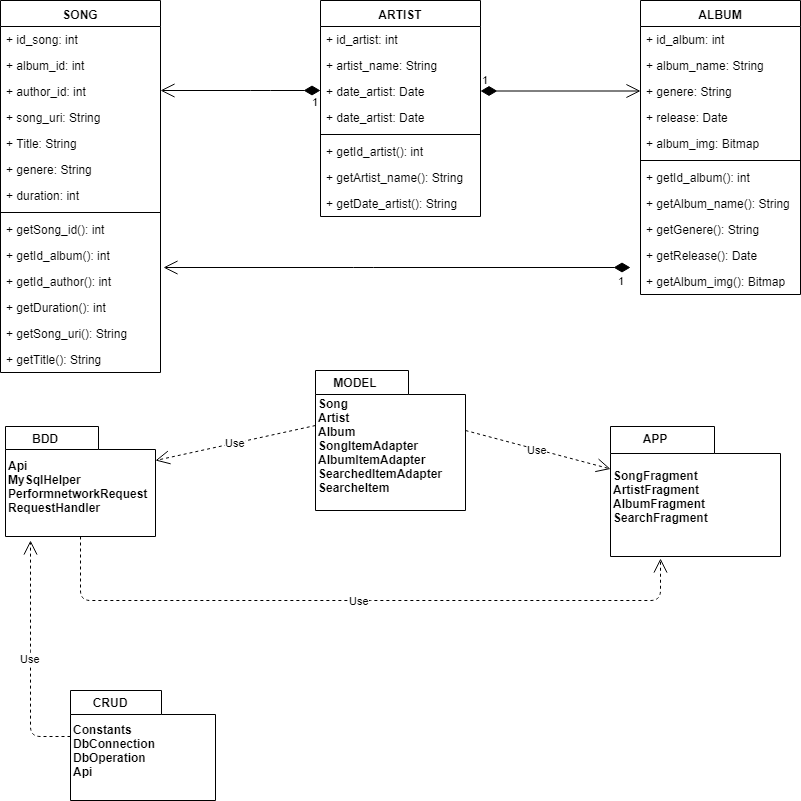 SONG
+ id_song: int
+ album_id: int
+ author_id: int
+ song_uri: String
+ Title: String
+ genere: String
+ duration: int
+ getSong_id(): int
+ getId_album(): int
+ getId_author(): int
+ getDuration(): int
+ getSong_uri(): String
+ getTitle(): String
ARTIST
+ id_artist: int
+ artist_name: String
+ date_artist: Date
+ date_artist: Date
+ getId_artist(): int
+ getArtist_name(): String
+ getDate_artist(): String
ALBUM
+ id_album: int
+ album_name: String
+ genere: String
+ release: Date
+ album_img: Bitmap
+ getId_album(): int
+ getAlbum_name(): String
+ getGenere(): String
+ getRelease(): Date
+ getAlbum_img(): Bitmap
1
1
1
MODEL
Song
Artist
Album
SongItemAdapter
AlbumItemAdapter
SearchedItemAdapter
SearcheItem
Use
Use
BDD
Api
MySqlHelper
PerformnetworkRequest
RequestHandler
APP
SongFragment
ArtistFragment
AlbumFragment
SearchFragment
Use
Use
CRUD
Constants
DbConnection
DbOperation
Api